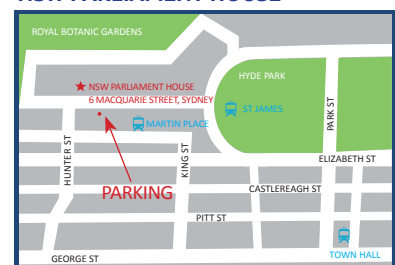 NSW PARLIAMENT HOUSE
ROYAL BOTANIC GARDENS
HYDE PARK
NSW PARLIAMENT HOUSE
6 MACQUARIE STREET, SYDNEY
ST JAMES
MARTIN PLACE
PARK ST
HUNTER ST
KING ST
ELIZABETH ST
PARKING
CASTLEREAGH ST
PITT ST
GEORGE ST
TOWN HALL